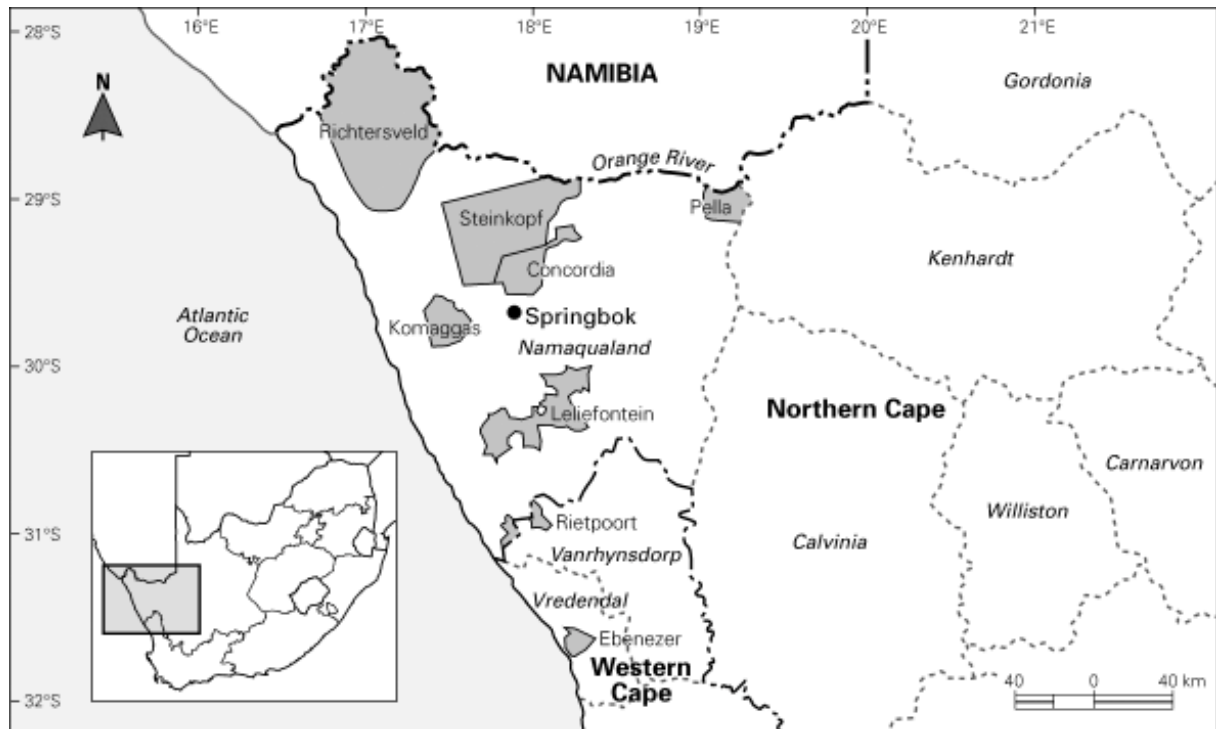 16°E 17°E 18°E 19°E 20°E 21°E
28°S
NAMIBIA
Gordonia
N
Richtersveld
Orange River
29°S
Pella
Steinkopf
Kenhardt
Concordia
Atlantic
Ocean
Komaggas
Springbok
Namaqualand
30°S
Northern Cape
Leliefontein
Carnarvon
Williston
Rietpoort
31°S
Vanrhynsdorp
Calvinia
Vredendal
Ebenezer
Western
Cape
40 0 40 km
32°S